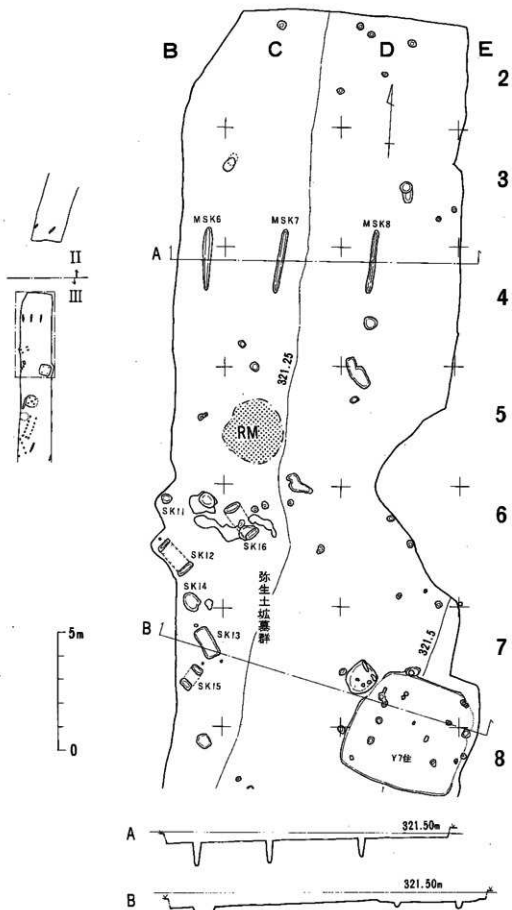 B C D E
2
3
MSK6 MSK7 MSK8
A
II
III
4
321.25
5
RM
6
SK11
SK16
SK12
弥生土坑墓群
SK14
5m
B
SK13
321.5
7
SK15
0
Y7住
8
A 321.50m
B 321.50m